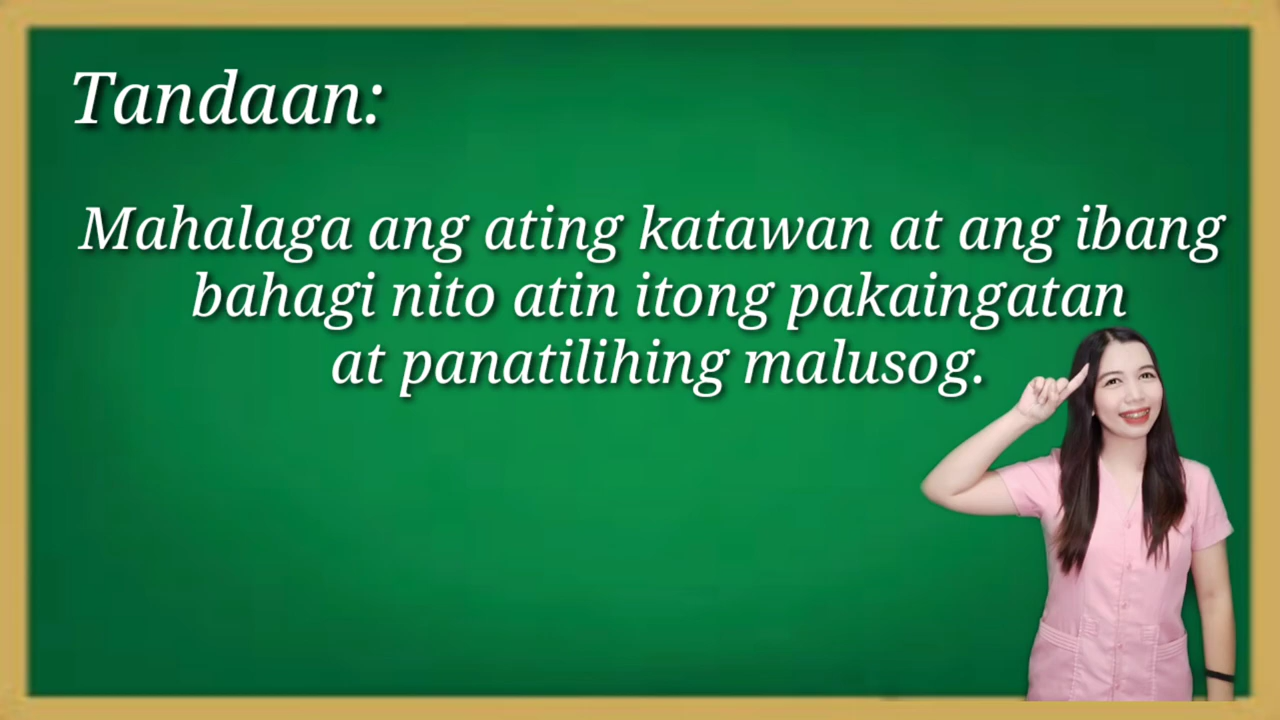 Tandaan:
Mahalaga ang ating katawan at ang ibang
bahagi nito atin itong pakaingatan
at panatilihing malusog.